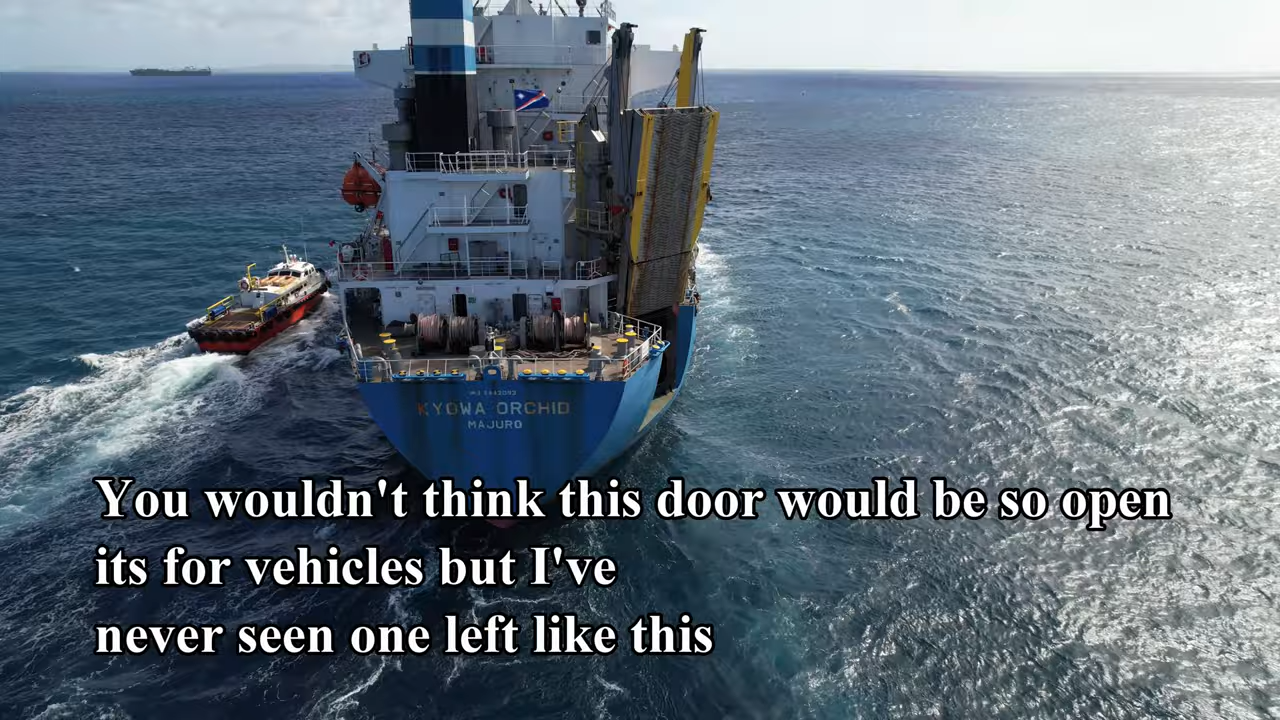 KYOWA ORCHID
MAJURO
You wouldn't think this door would be so open
its for vehicles but I've
never seen one left like this